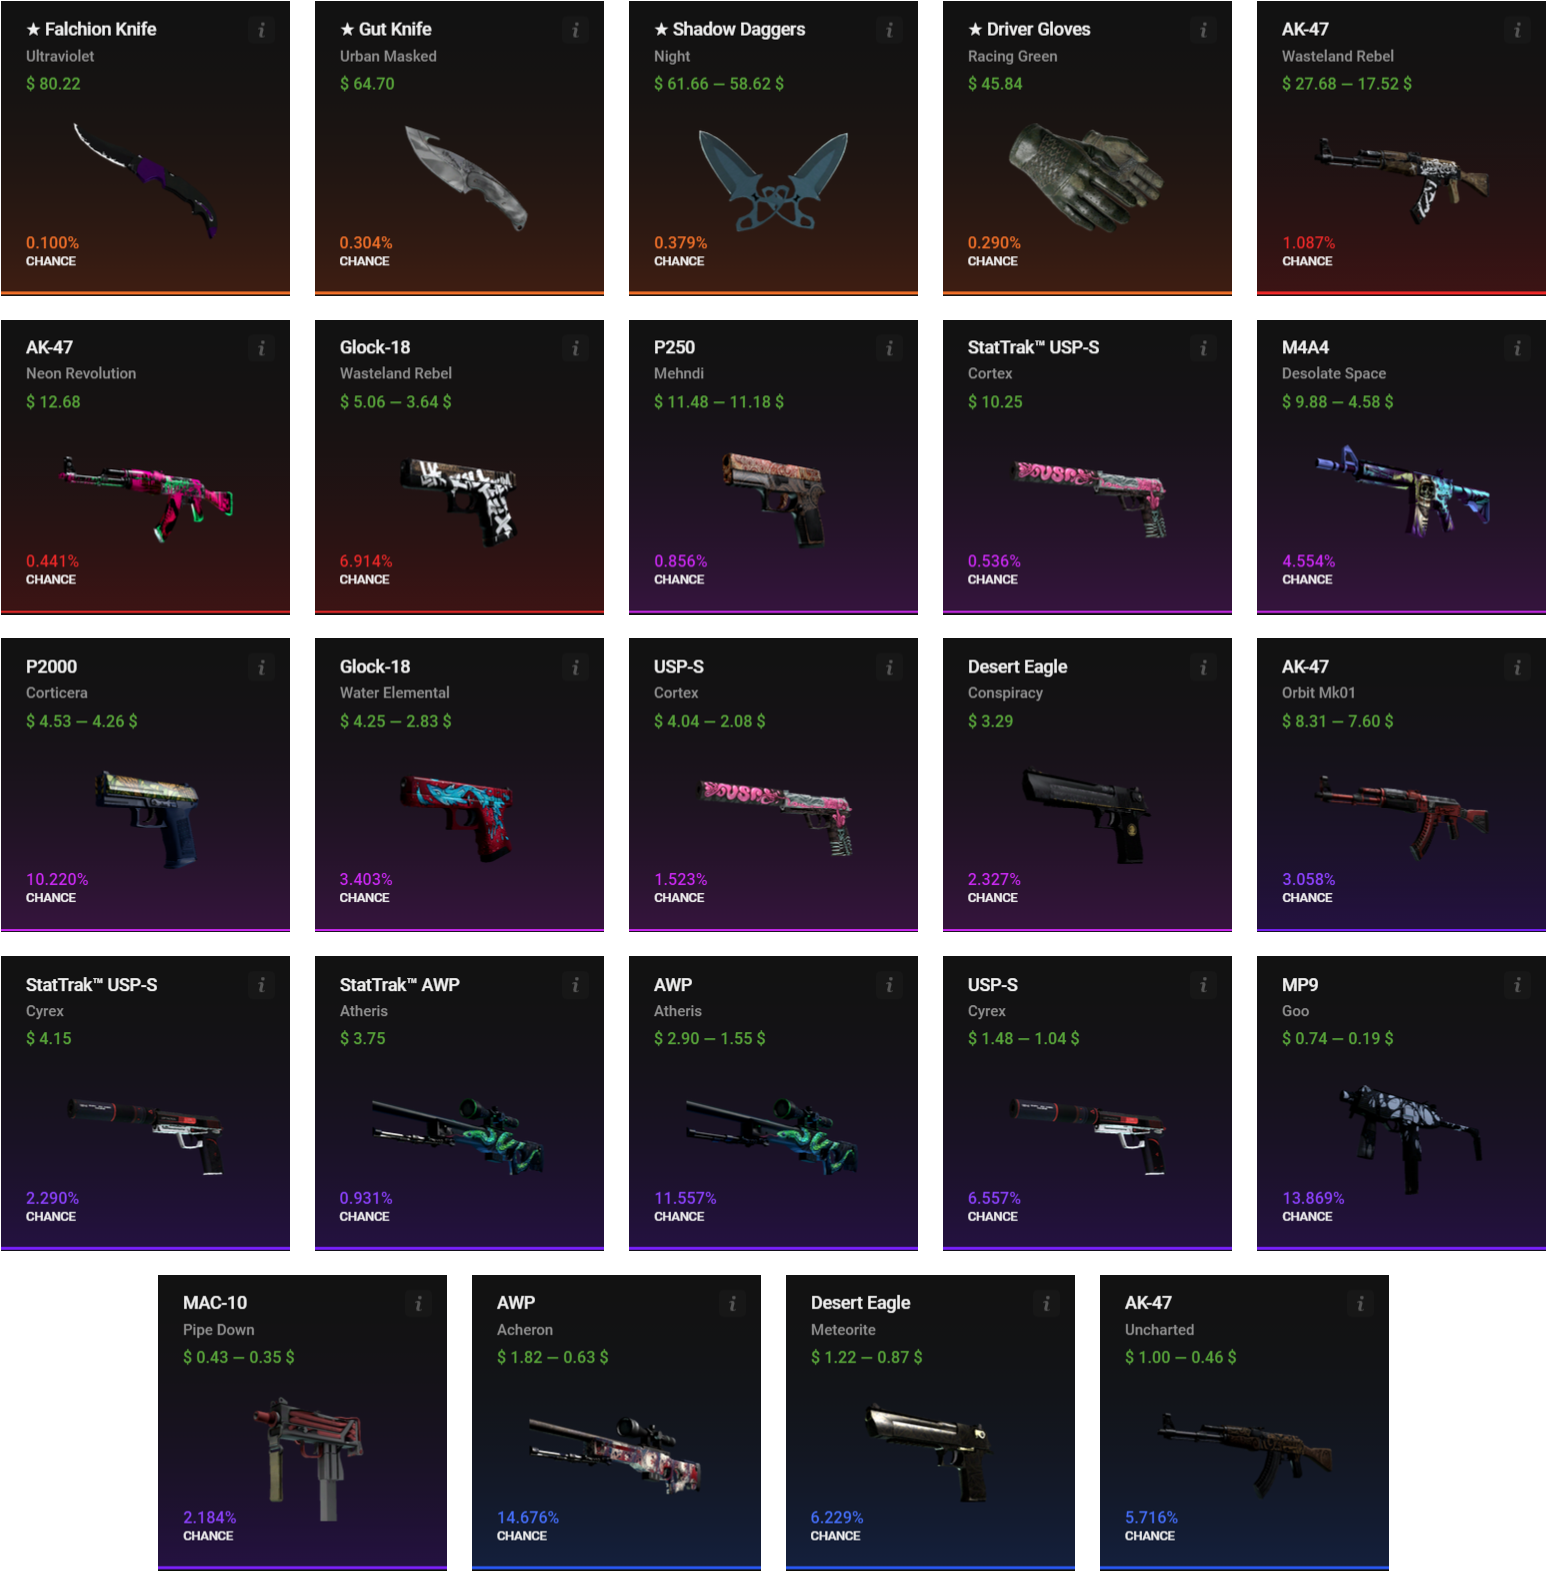 ★ Falchion Knife
i
Ultraviolet
$ 80.22
0.100%
CHANCE
★ Gut Knife
i
Urban Masked
$ 64.70
0.304%
CHANCE
★ Shadow Daggers
i
Night
$ 61.66 — 58.62 $
0.379%
CHANCE
★ Driver Gloves
i
Racing Green
$ 45.84
0.290%
CHANCE
AK-47
i
Wasteland Rebel
$ 27.68 — 17.52 $
1.087%
CHANCE
AK-47
i
Neon Revolution
$ 12.68
0.441%
CHANCE
Glock-18
i
Wasteland Rebel
$ 5.06 — 3.64 $
6.914%
CHANCE
P250
i
Mehndi
$ 11.48 — 11.18 $
0.856%
CHANCE
StatTrak™ USP-S
i
Cortex
$ 10.25
0.536%
CHANCE
M4A4
i
Desolate Space
$ 9.88 — 4.58 $
4.554%
CHANCE
P2000
i
Corticera
$ 4.53 — 4.26 $
10.220%
CHANCE
Glock-18
i
Water Elemental
$ 4.25 — 2.83 $
3.403%
CHANCE
USP-S
i
Cortex
$ 4.04 — 2.08 $
1.523%
CHANCE
Desert Eagle
i
Conspiracy
$ 3.29
2.327%
CHANCE
AK-47
i
Orbit Mk01
$ 8.31 — 7.60 $
3.058%
CHANCE
StatTrak™ USP-S
i
Cyrex
$ 4.15
2.290%
CHANCE
StatTrak™ AWP
i
Atheris
$ 3.75
0.931%
CHANCE
AWP
i
Atheris
$ 2.90 — 1.55 $
11.557%
CHANCE
USP-S
i
Cyrex
$ 1.48 — 1.04 $
6.557%
CHANCE
MP9
i
Goo
$ 0.74 — 0.19 $
13.869%
CHANCE
MAC-10
i
Pipe Down
$ 0.43 — 0.35 $
2.184%
CHANCE
AWP
i
Acheron
$ 1.82 — 0.63 $
14.676%
CHANCE
Desert Eagle
i
Meteorite
$ 1.22 — 0.87 $
6.229%
CHANCE
AK-47
i
Uncharted
$ 1.00 — 0.46 $
5.716%
CHANCE